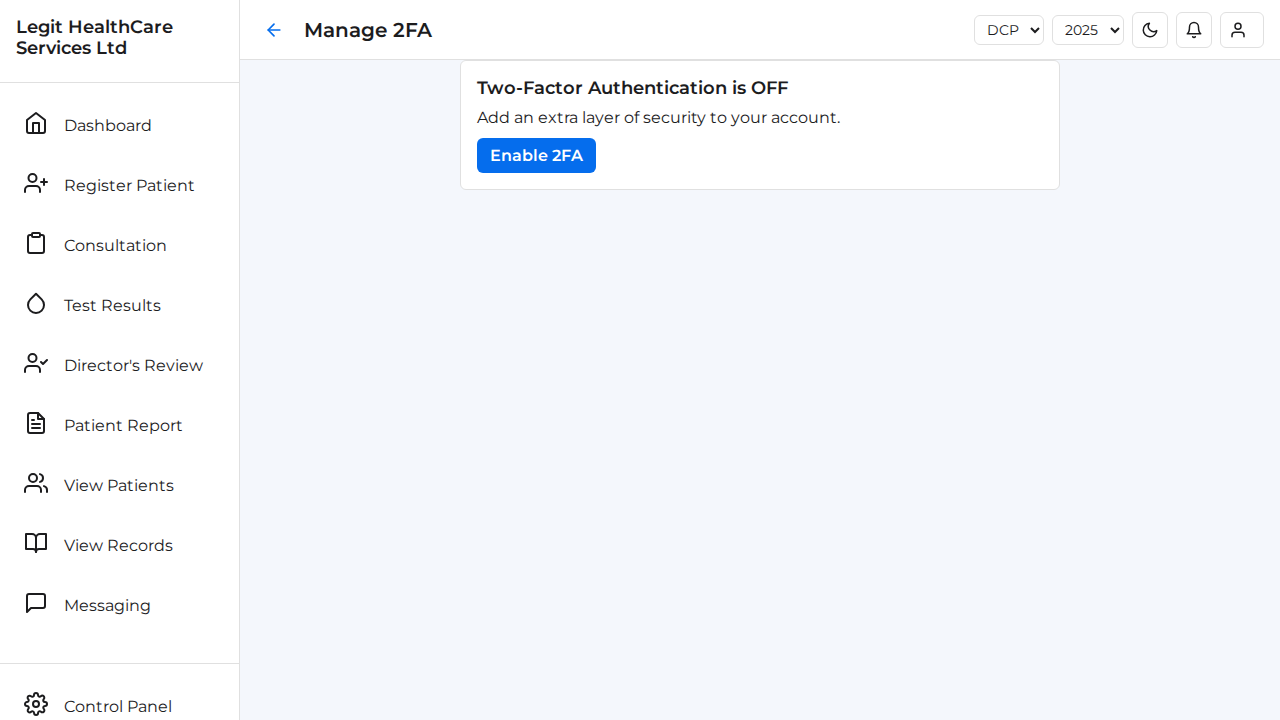 Legit HealthCare
Services Ltd
Manage 2FA
DCP
2025
Dashboard
Register Patient
Consultation
Test Results
Director's Review
Patient Report
View Patients
View Records
Messaging
Control Panel
Two-Factor Authentication is OFF
Add an extra layer of security to your account.
Enable 2FA